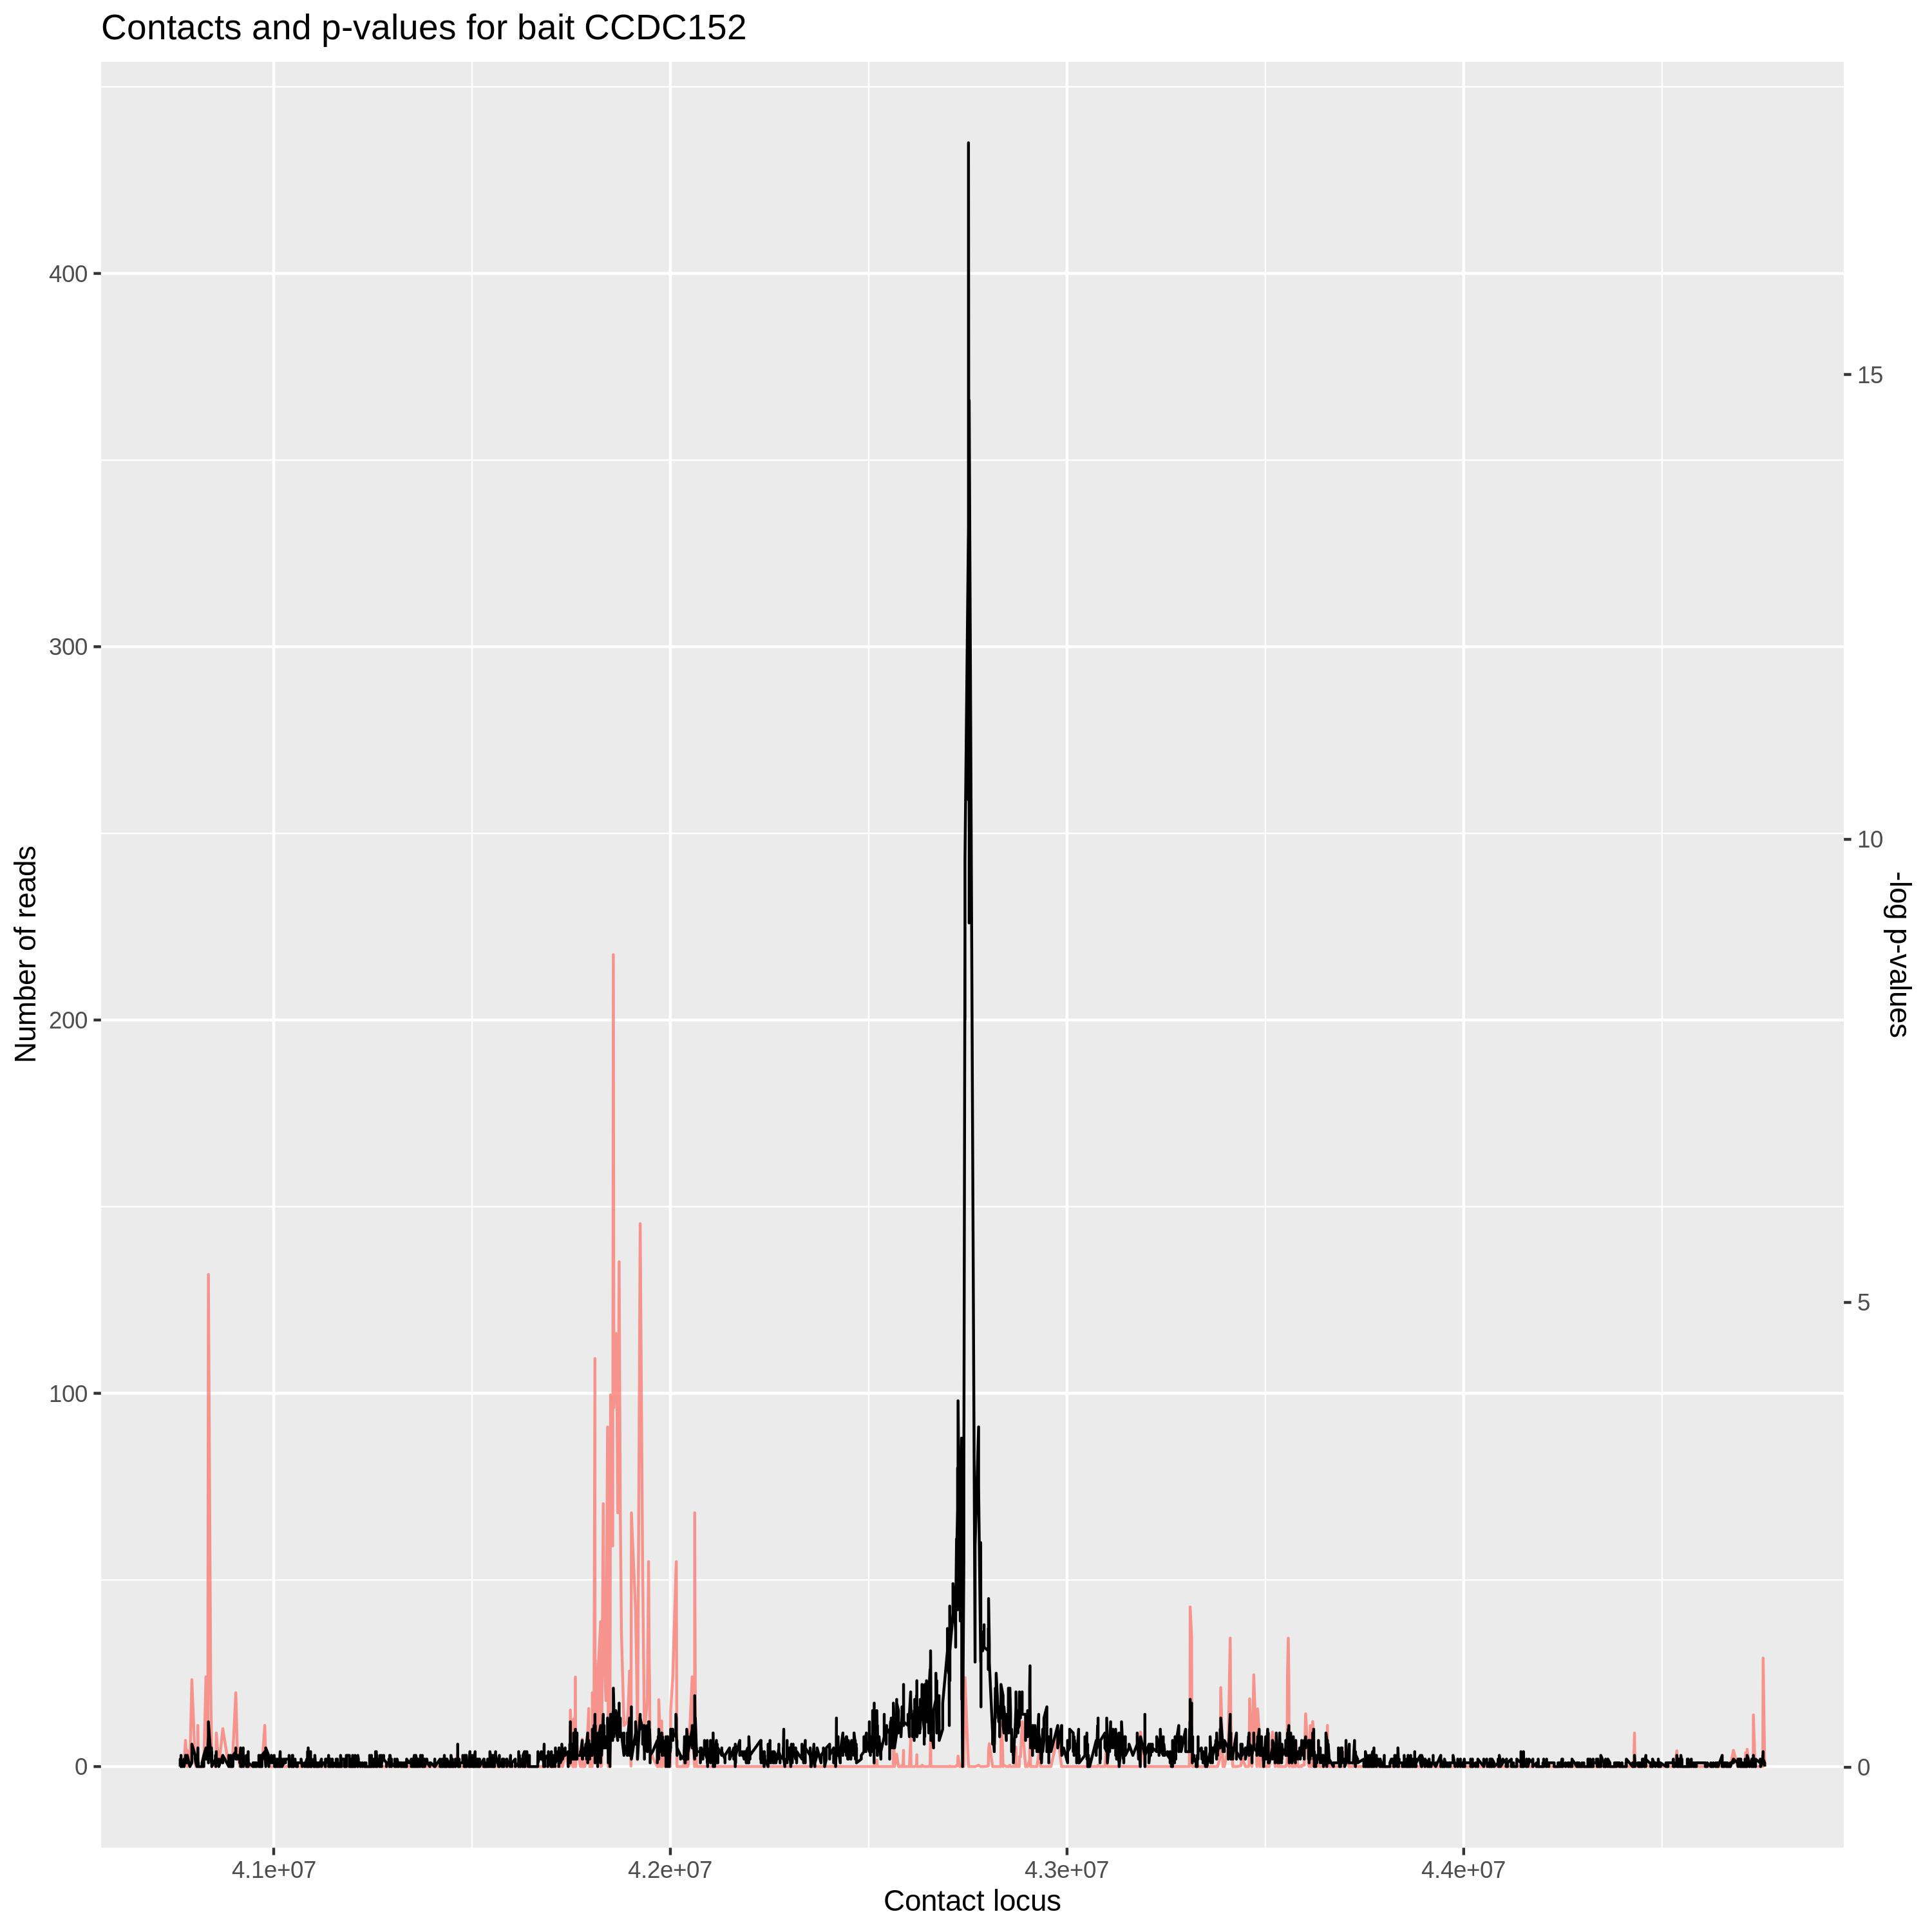 Contacts and p-values for bait CCDC152
400
300
200
100
0
Number of reads
15
10
5
0
-log p-values
4.1e+07
4.2e+07
4.3e+07
4.4e+07
Contact locus